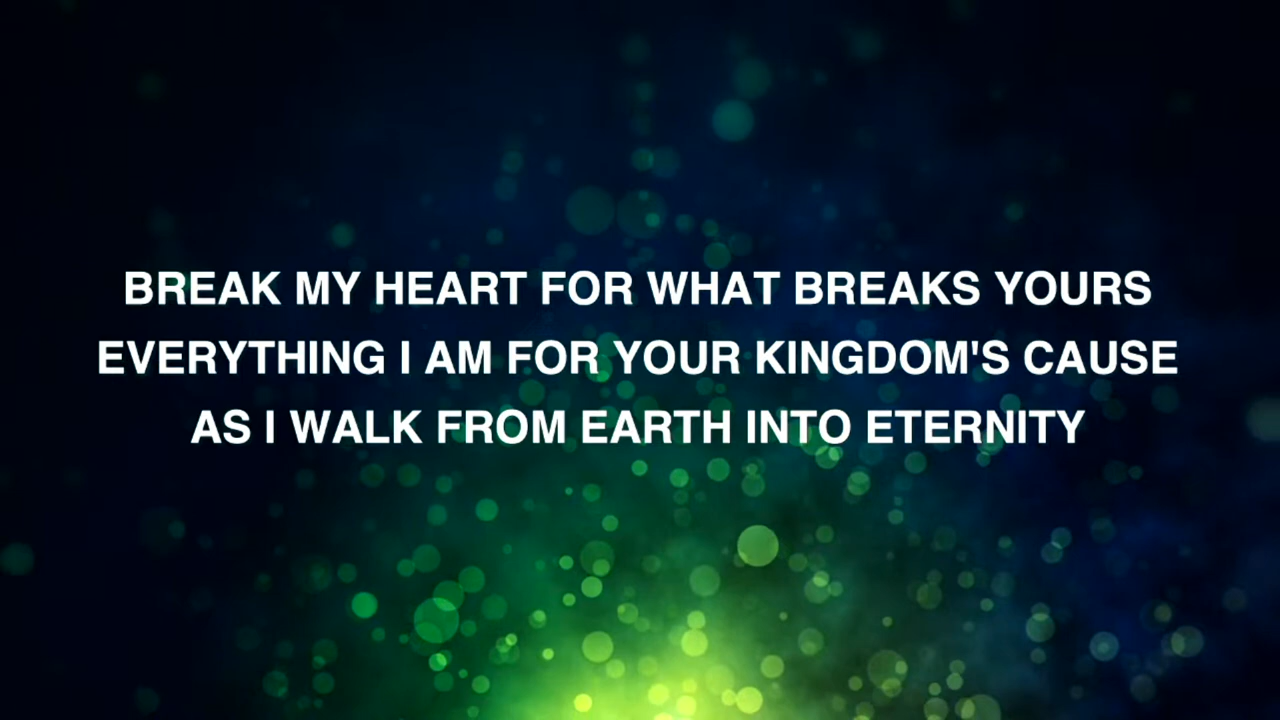 BREAK MY HEART FOR WHAT BREAKS YOURS
EVERYTHING I AM FOR YOUR KINGDOM'S CAUSE
AS I WALK FROM EARTH INTO ETERNITY